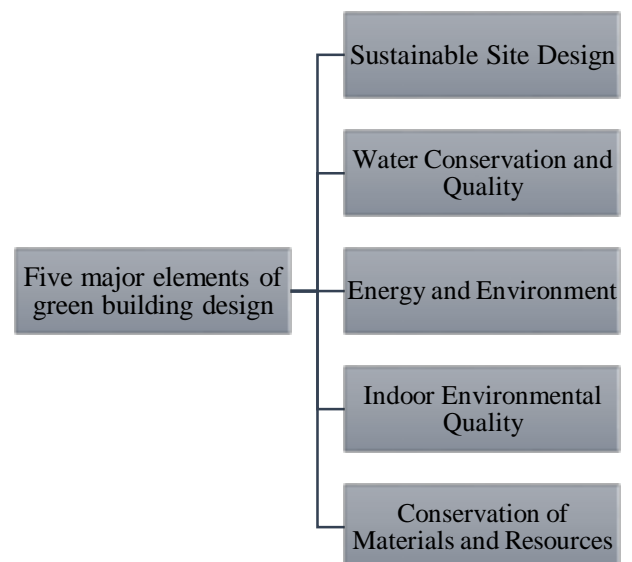 Five major elements of
green building design
Sustainable Site Design
Water Conservation and
Quality
Energy and Environment
Indoor Environmental
Quality
Conservation of
Materials and Resources